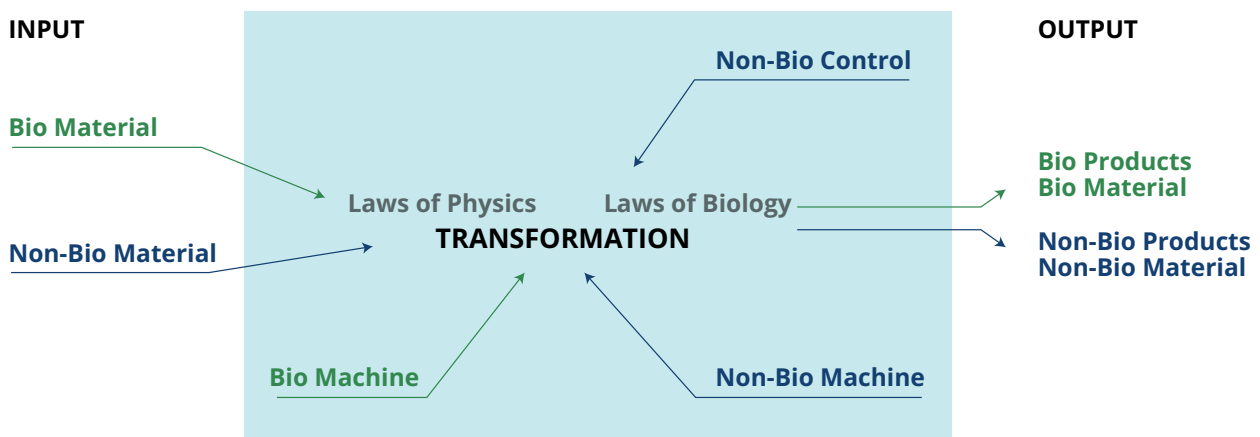 INPUT
OUTPUT
Non-Bio Control
Bio Material
Bio Products
Bio Material
Laws of Physics
Laws of Biology
TRANSFORMATION
Non-Bio Material
Non-Bio Products
Non-Bio Material
Bio Machine
Non-Bio Machine